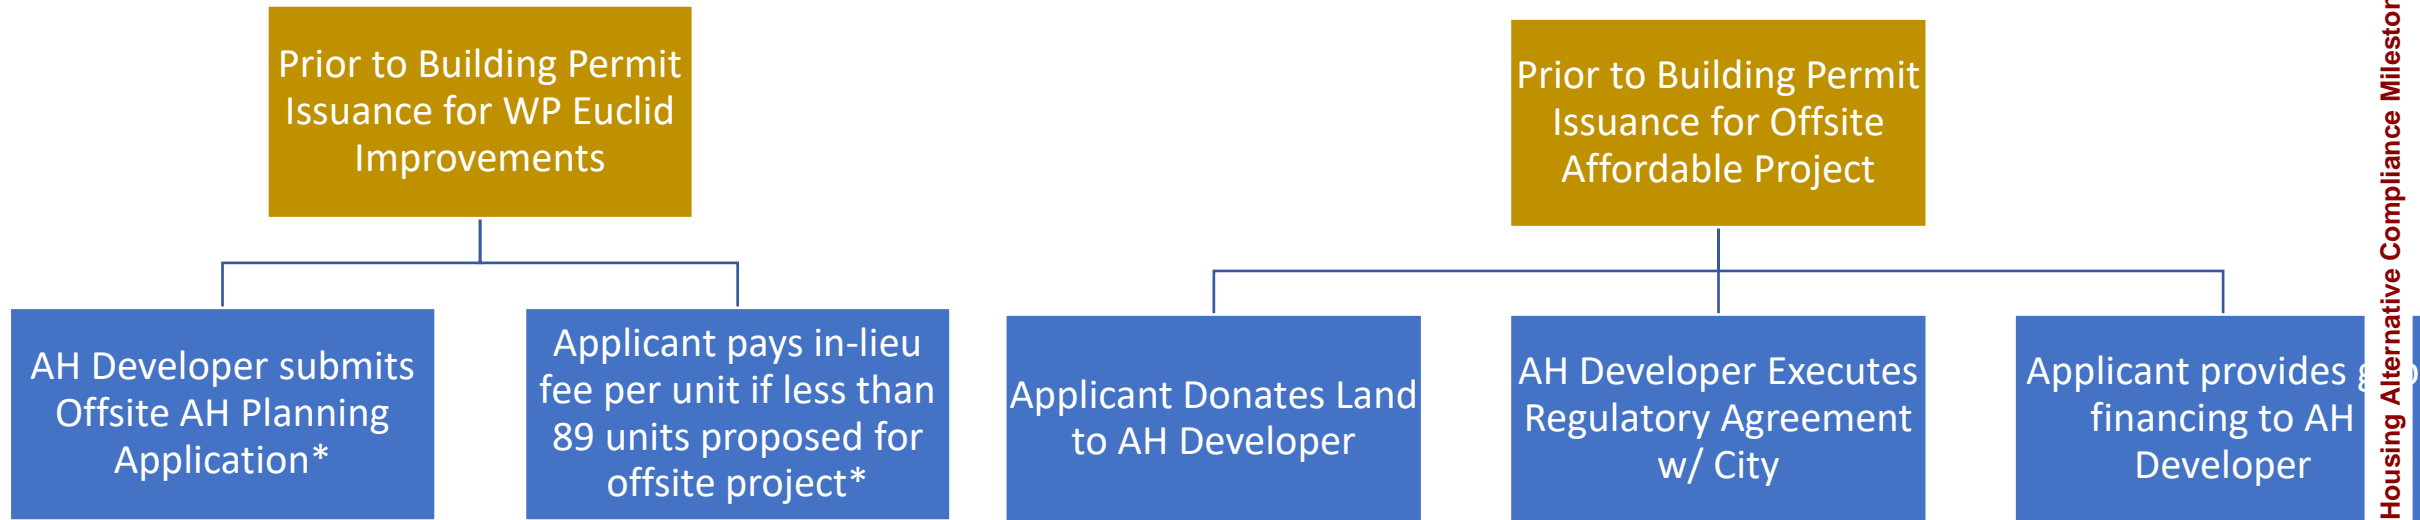 Prior to Building Permit
Issuance for WP Euclid
Improvements
Prior to Building Permit
Issuance for Offsite
Affordable Project
AH Developer submits
Offsite AH Planning
Application*
Applicant pays in-lieu
fee per unit if less than
89 units proposed for
offsite project*
Applicant Donates Land
to AH Developer
AH Developer Executes
Regulatory Agreement
w/ City
Applicant provides
financing to AH
Developer
Housing Alternative Compliance